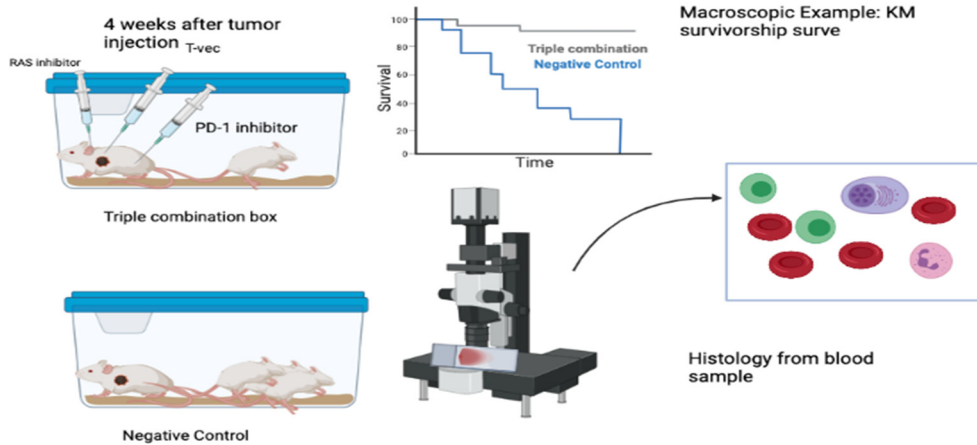 4 weeks after tumor
injection T-vec
RAS inhibitor
PD-1 inhibitor
Triple combination box
Negative Control
100
80
60
40
20
0
Survival
Time
Triple combination
Negative Control
Macroscopic Example: KM
survivorship surve
Histology from blood
sample